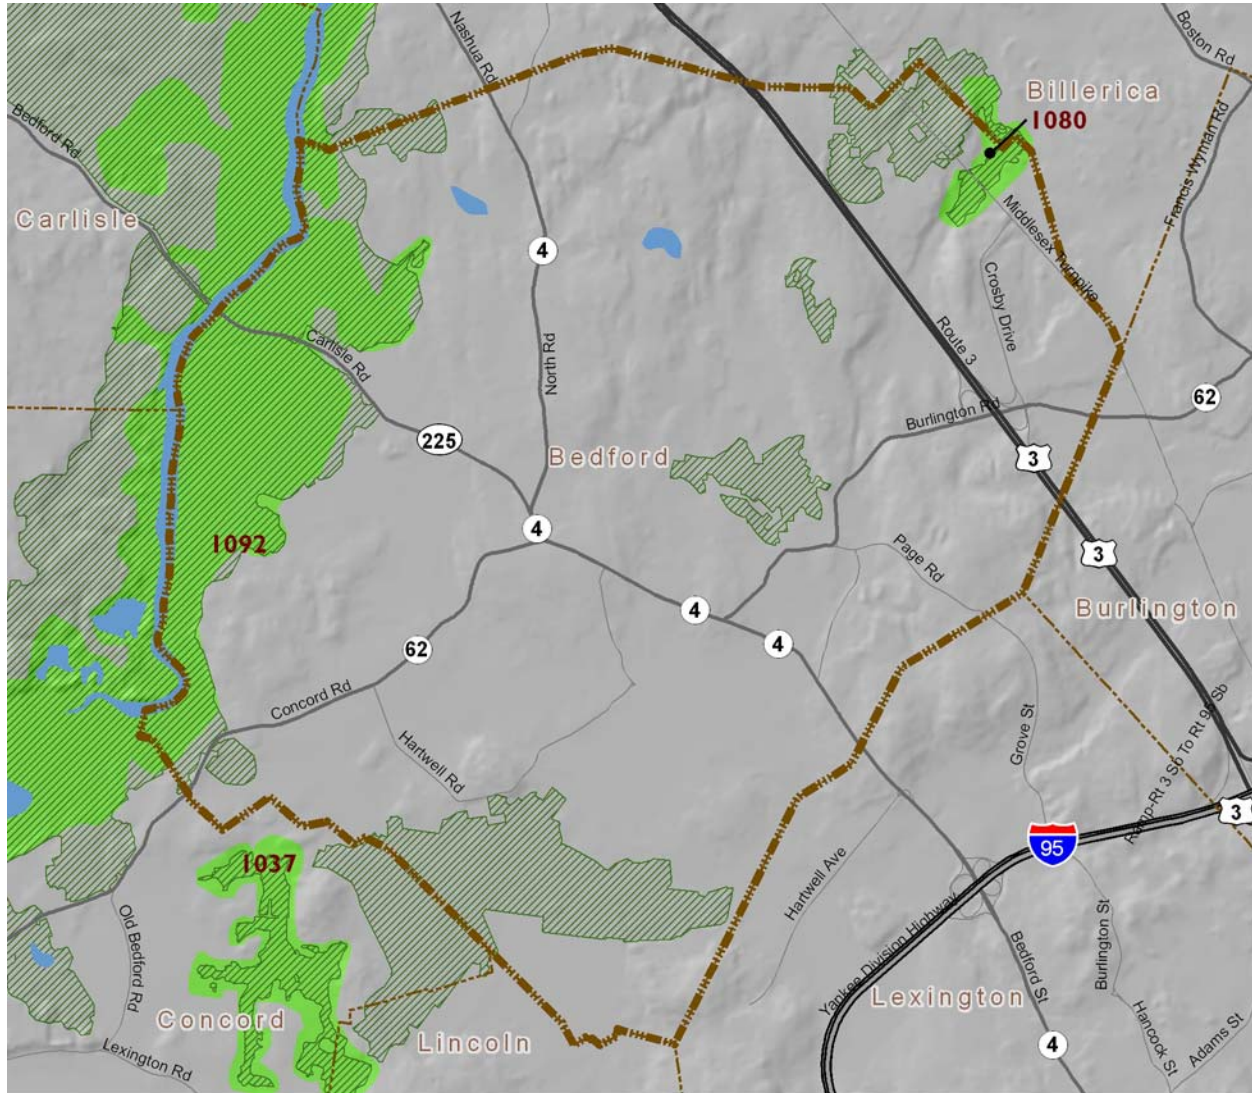 Boston Rd
Nashua Rd
Billerica
1080
Bedford Rd
Francis Wyman Rd
Carlisle
Middlesex Turnpike
4
Crosby Drive
Carlisle Rd
North Rd
Route 3
62
Burlington Rd
225
Bedford
3
1092
4
Page Rd
3
4
Burlington
4
62
Concord Rd
Grove St
Hartwell Rd
Ramp-Rt 3 Sb To Rt 95 Sb
3
95
1037
Hartwell Ave
Old Bedford Rd
Yankee Division Highway
Burlington St
Bedford St
Lexington
Concord
Lincoln
Hancock St
Adams St
4
Lexington Rd